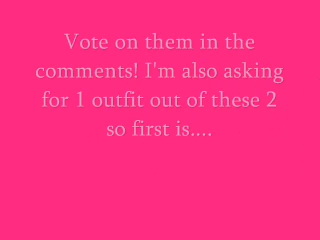 Vote on them in the
comments! I'm also asking
for 1 outfit out of these 2
so first is....